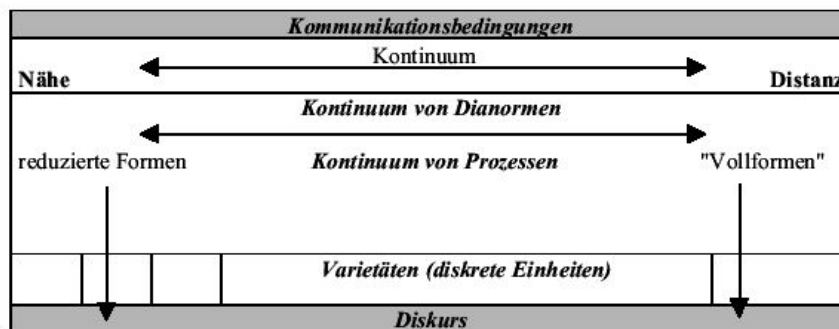 Kommunikationsbedingungen
Kontinuum
Nähe Distanz
Kontinuum von Dianormen
reduzierte Formen Kontinuum von Prozessen "Vollformen"
Varietäten (diskrete Einheiten)
Diskurs